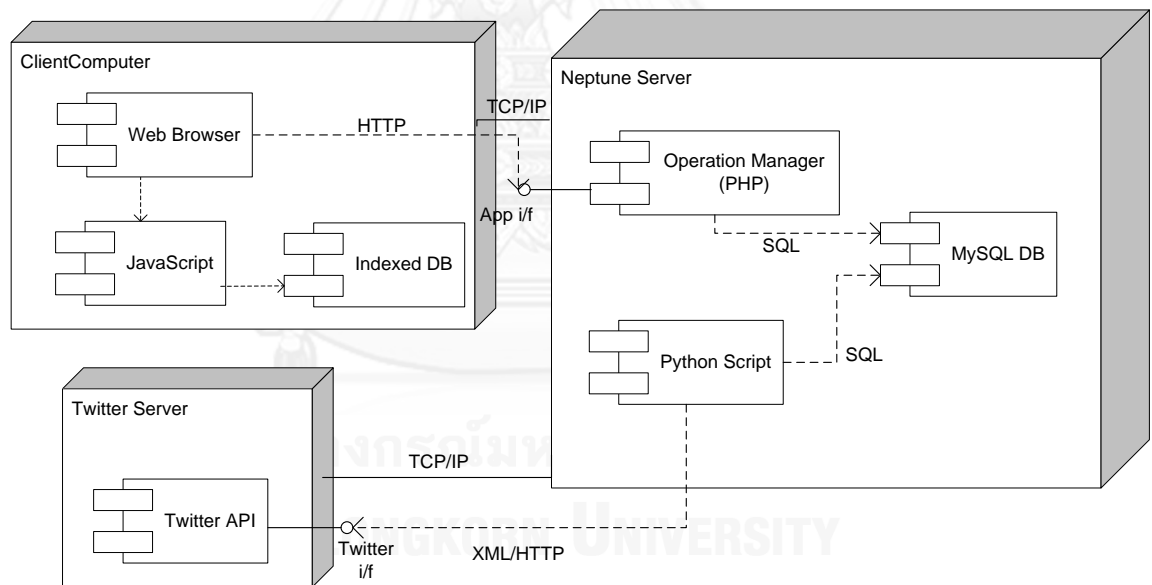 ClientComputer
Web Browser
HTTP
TCP/IP
JavaScript
Indexed DB
App i/f
Neptune Server
Operation Manager
(PHP)
SQL
MySQL DB
Python Script
SQL
Twitter Server
TCP/IP
Twitter API
Twitter
i/f
XML/HTTP
UNIVERSITY